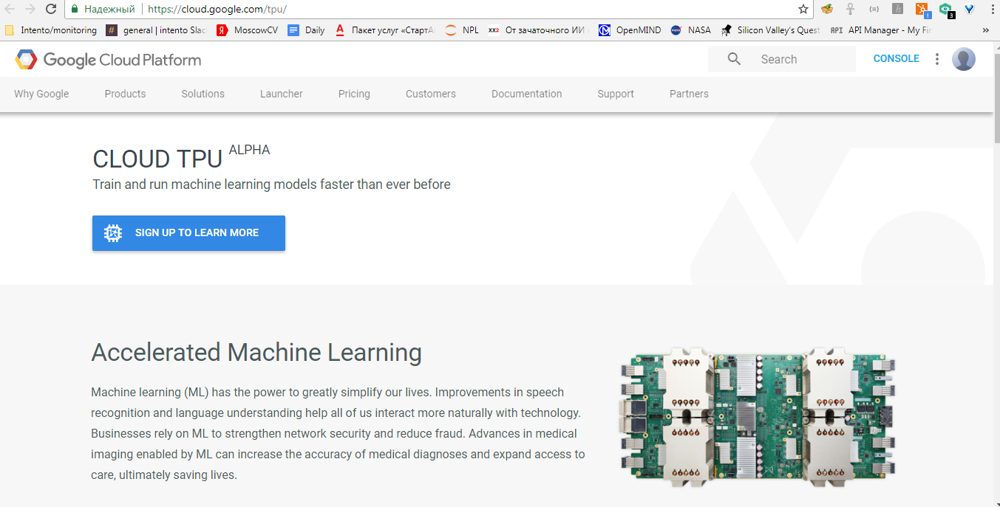 Надежный
https://cloud.google.com/tpu/
3
Intento/monitoring
# general | intento Slac
Я MoscowCV
Daily
А Пакет услуг «СтартА
NPL
XX2 От зачаточного ИИ
OpenMIND
NASA
Silicon Valley's Quest
API API Manager - My Fir
»
Google Cloud Platform
Search
CONSOLE
Why Google
Products
Solutions
Launcher
Pricing
Customers
Documentation
Support
Partners
CLOUD TPU ALPHA
Train and run machine learning models faster than ever before
SIGN UP TO LEARN MORE
Accelerated Machine Learning
Machine learning (ML) has the power to greatly simplify our lives. Improvements in speech
recognition and language understanding help all of us interact more naturally with technology.
Businesses rely on ML to strengthen network security and reduce fraud. Advances in medical
imaging enabled by ML can increase the accuracy of medical diagnoses and expand access to
care, ultimately saving lives.